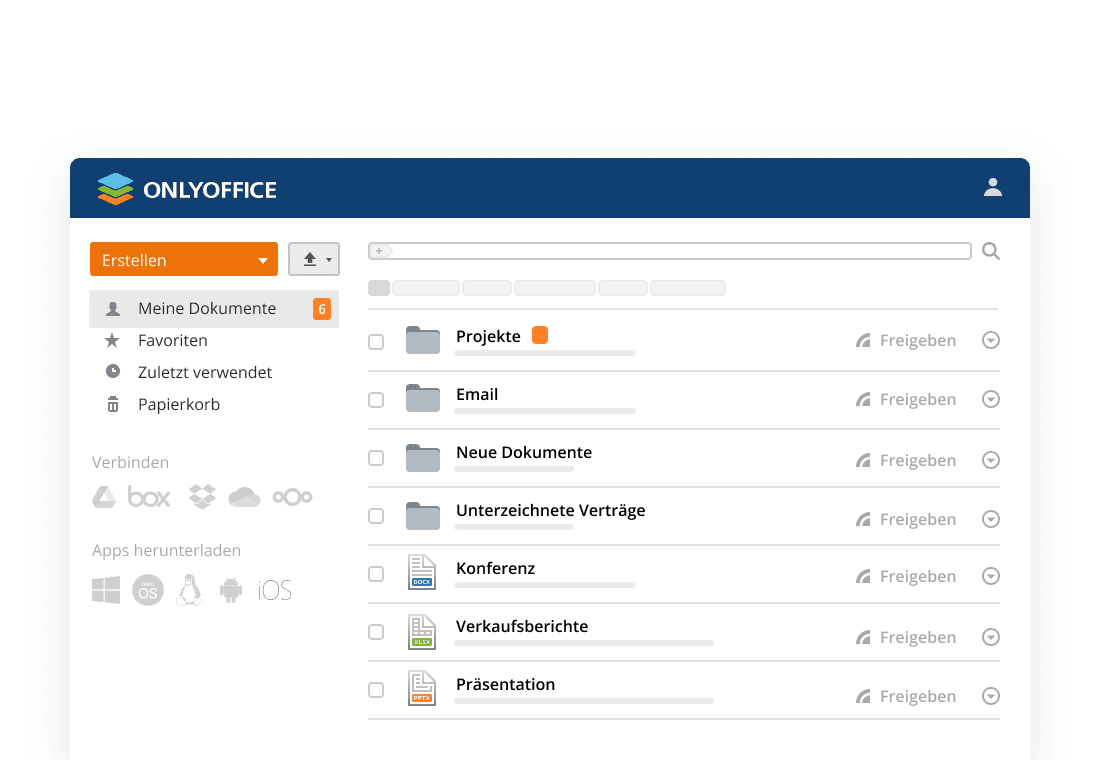 ONLYOFFICE
Erstellen
Meine Dokumente 6
Favoriten
Zuletzt verwendet
Papierkorb
Verbinden
box
Apps herunterladen
mac
OS
iOS
Projekte Freigeben
Email Freigeben
Neue Dokumente Freigeben
Unterzeichnete Verträge Freigeben
Konferenz Freigeben
DOCX
Verkaufsberichte Freigeben
XLSX
Präsentation Freigeben
PPTX